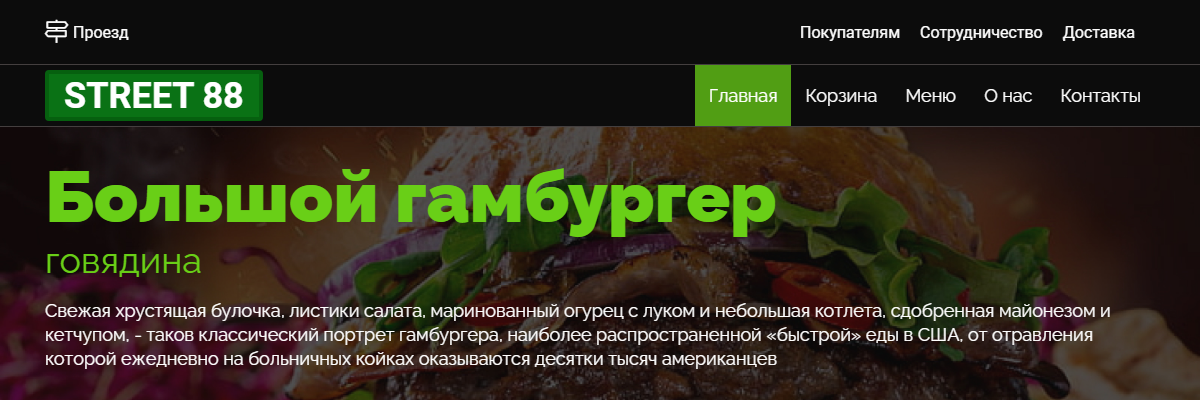 Проезд
Покупателям Сотрудничество Доставка
STREET 88
Главная Корзина Меню О нас Контакты
Большой гамбургер
говядина
Свежая хрустящая булочка, листики салата, маринованный огурец с луком и небольшая котлета, сдобренная майонезом и
кетчупом, - таков классический портрет гамбургера, наиболее распространенной «быстрой» еды в США, от отравления
которой ежедневно на больничных койках оказываются десятки тысяч американцев